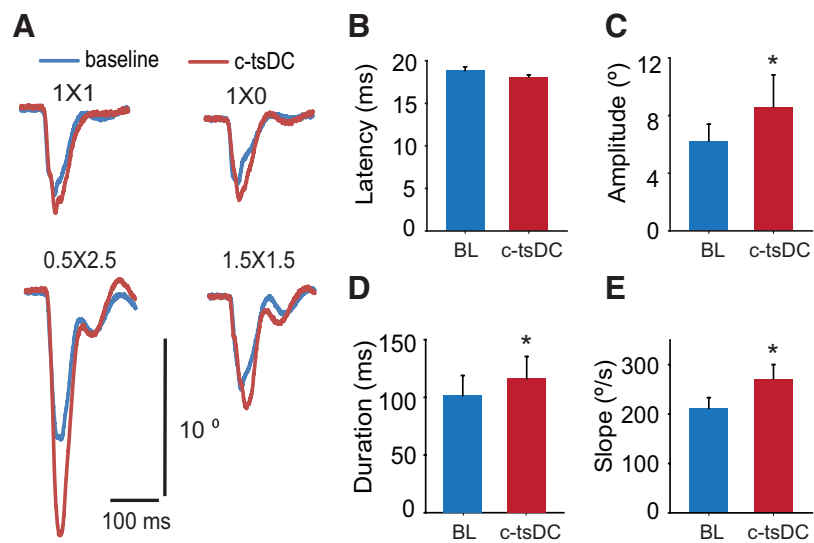 A
baseline c-tsDC
1X1 1X0
0.5X2.5 1.5X1.5
10 º
100 ms
B
Latency (ms)
20
15
10
5
0
BL c-tsDC
C
Amplitude (º)
12
8
4
0
*
BL c-tsDC
D
Duration (ms)
150
100
50
0
*
BL c-tsDC
E
Slope (º/s)
300
200
100
0
*
BL c-tsDC